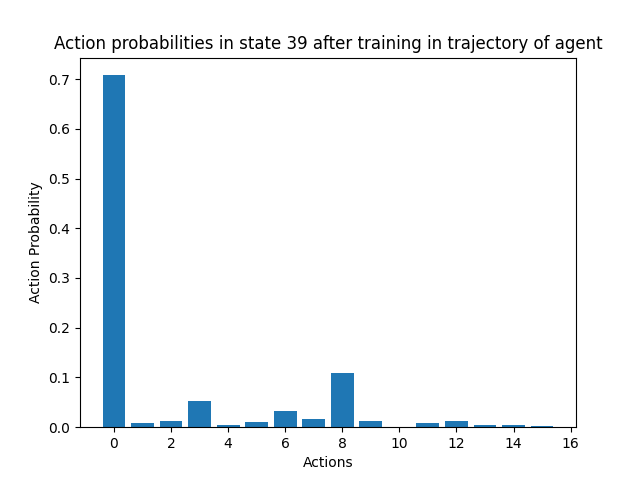 Action probabilities in state 39 after training in trajectory of agent
0.7
0.6
0.5
0.4
0.3
0.2
0.1
0.0
Action Probability
0 2 4 6 8 10 12 14 16
Actions